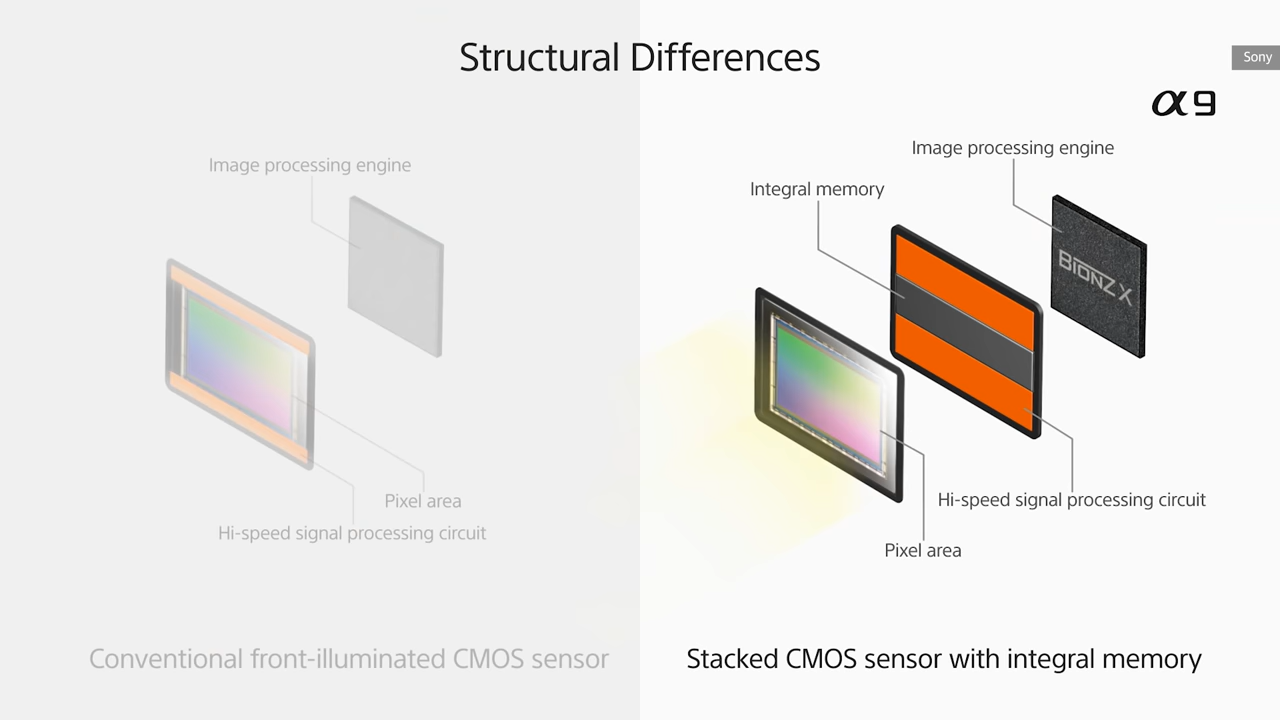 Structural Differences
Sony
α9
Image processing engine
Pixel area
Hi-speed signal processing circuit
Conventional front-illuminated CMOS sensor
Image processing engine
Integral memory
BIONZ X
Hi-speed signal processing circuit
Pixel area
Stacked CMOS sensor with integral memory